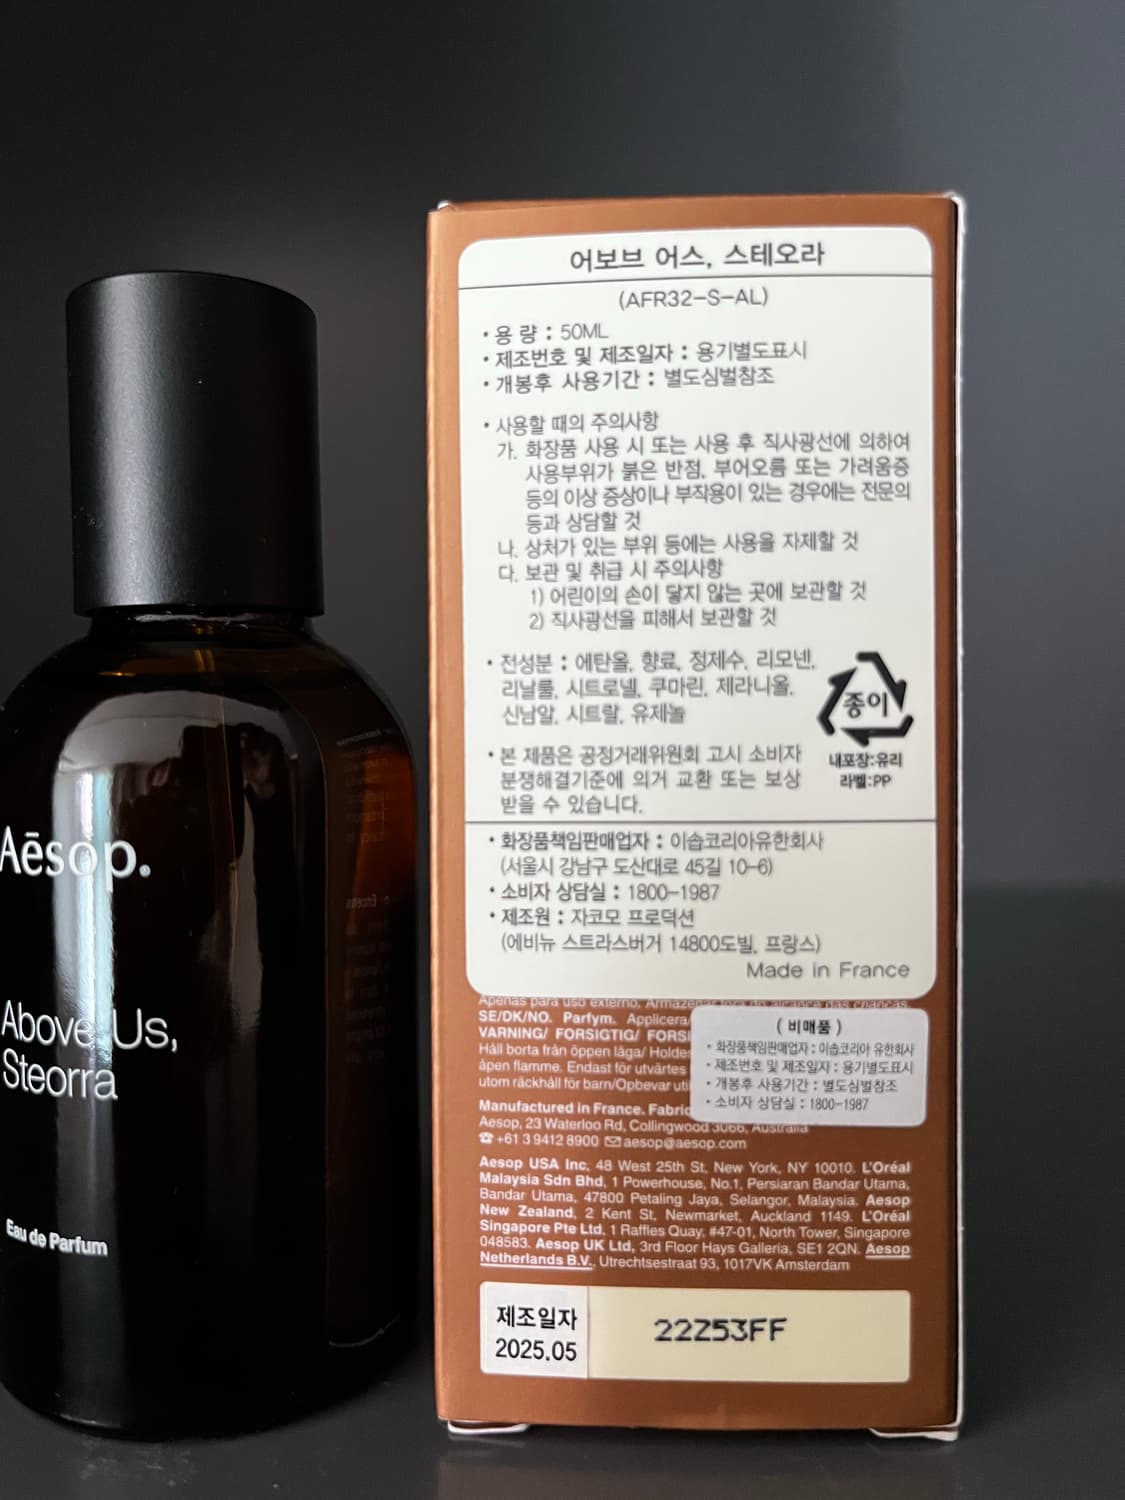 Aēsop.
Above Us,
Steorra
Eau de Parfum
어보브 어스, 스테오라
(AFR32-S-AL)
• 용 량 : 50ML
• 제조번호 및 제조일자 : 용기별도표시
• 개봉후 사용기간 : 별도심벌참조
• 사용할 때의 주의사항
가. 화장품 사용 시 또는 사용 후 직사광선에 의하여
사용부위가 붉은 반점, 부어오름 또는 가려움증
등의 이상 증상이나 부작용이 있는 경우에는 전문의
등과 상담할 것
나. 상처가 있는 부위 등에는 사용을 자제할 것
다. 보관 및 취급 시 주의사항
1) 어린이의 손이 닿지 않는 곳에 보관할 것
2) 직사광선을 피해서 보관할 것
• 전성분 : 에탄올, 향료, 정제수, 리모넨,
리날룰, 시트로넬, 쿠마린, 제라니올,
신남알, 시트랄, 유제놀
종이
내포장:유리
라벨:PP
• 본 제품은 공정거래위원회 고시 소비자
분쟁해결기준에 의거 교환 또는 보상
받을 수 있습니다.
• 화장품책임판매업자 : 이솝코리아유한회사
(서울시 강남구 도산대로 45길 10-6)
• 소비자 상담실 : 1800-1987
• 제조원 : 자코모 프로덕션
(에비뉴 스트라스버거 14800도빌, 프랑스)
Made in France
Apenas para uso externo. Armazenar fora do alcance das crianças.
SE/DK/NO. Parfym. Applicera/
VARNING/ FORSIGTIG/ FORSI
Håll borta från öppen låga/ Holde
åpen flamme. Endast för utvärtes
utom räckhåll för barn/Opbevar uti
(비매품)
• 화장품책임판매업자 : 이솝코리아 유한회사
• 제조번호 및 제조일자 : 용기별도표시
• 개봉후 사용기간 : 별도심벌참조
• 소비자 상담실 : 1800-1987
Manufactured in France. Fabric
Aesop, 23 Waterloo Rd, Collingwood 3066, Australia
☎ +61 3 9412 8900 ✉ aesop@aesop.com
Aesop USA Inc, 48 West 25th St, New York, NY 10010. L'Oréal
Malaysia Sdn Bhd, 1 Powerhouse, No.1, Persiaran Bandar Utama,
Bandar Utama, 47800 Petaling Jaya, Selangor, Malaysia. Aesop
New Zealand, 2 Kent St, Newmarket, Auckland 1149. L'Oréal
Singapore Pte Ltd, 1 Raffles Quay, #47-01, North Tower, Singapore
048583. Aesop UK Ltd, 3rd Floor Hays Galleria, SE1 2QN. Aesop
Netherlands B.V., Utrechtsestraat 93, 1017VK Amsterdam
제조일자
2025.05
22Z53FF